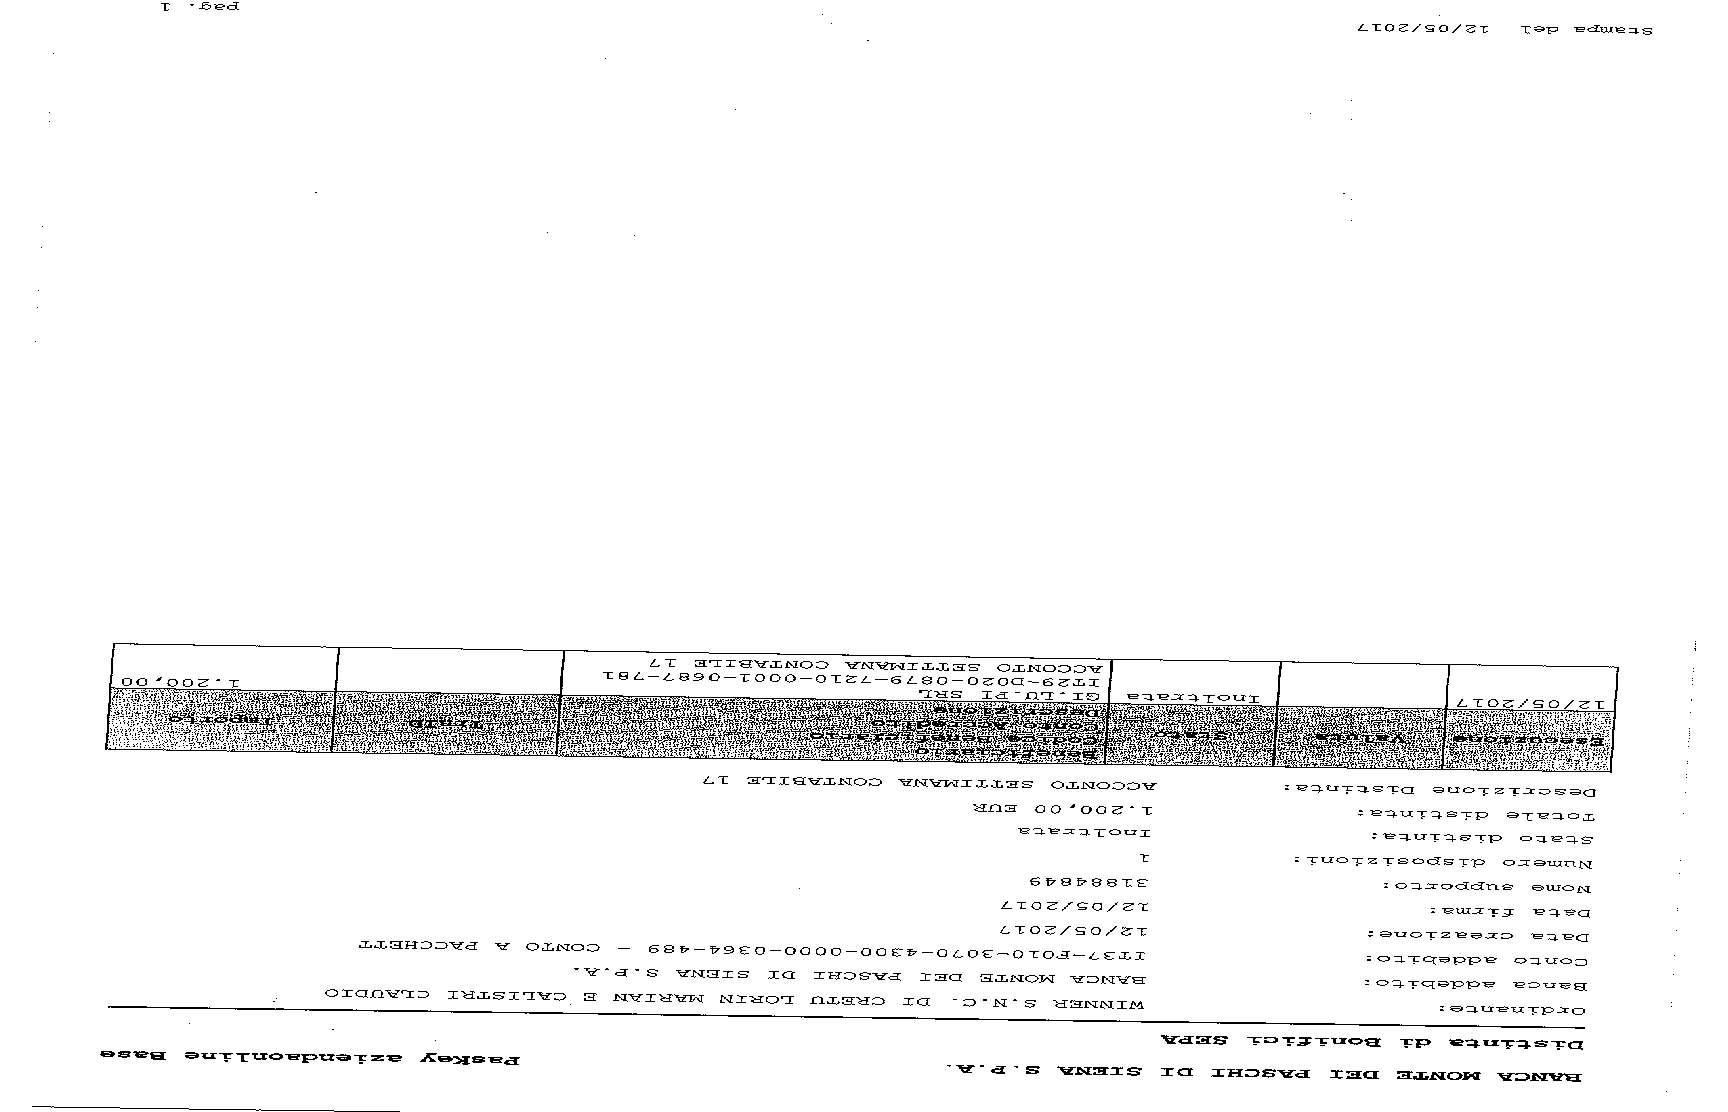 BANCA MONTE DEI PASCHI DI SIENA S.P.A.
Distinta di Bonifici SEPA
Paskey aziendaonline Base
Ordinante: WINNER S.N.C. DI CRETU LORIN MARIAN E CALISTRI CLAUDIO
Banca addebito: BANCA MONTE DEI PASCHI DI SIENA S.P.A.
Conto addebito: IT37-F010-3070-4300-0000-0364-489 - CONTO A PACCHETT
Data creazione: 12/05/2017
Data firma: 12/05/2017
Nome supporto: 31884849
Numero disposizioni: 1
Stato distinta: Inoltrata
Totale distinta: 1.200,00 EUR
Descrizione Distinta: ACCONTO SETTIMANA CONTABILE 17
Esecuzione Valuta Stato Beneficiario Importo
Descrizione
12/05/2017 Inoltrata GI.LU.PI SRL 1.200,00
IT29-D020-0879-7210-0001-0687-781
ACCONTO SETTIMANA CONTABILE 17
Stampa del 12/05/2017
pag. 1